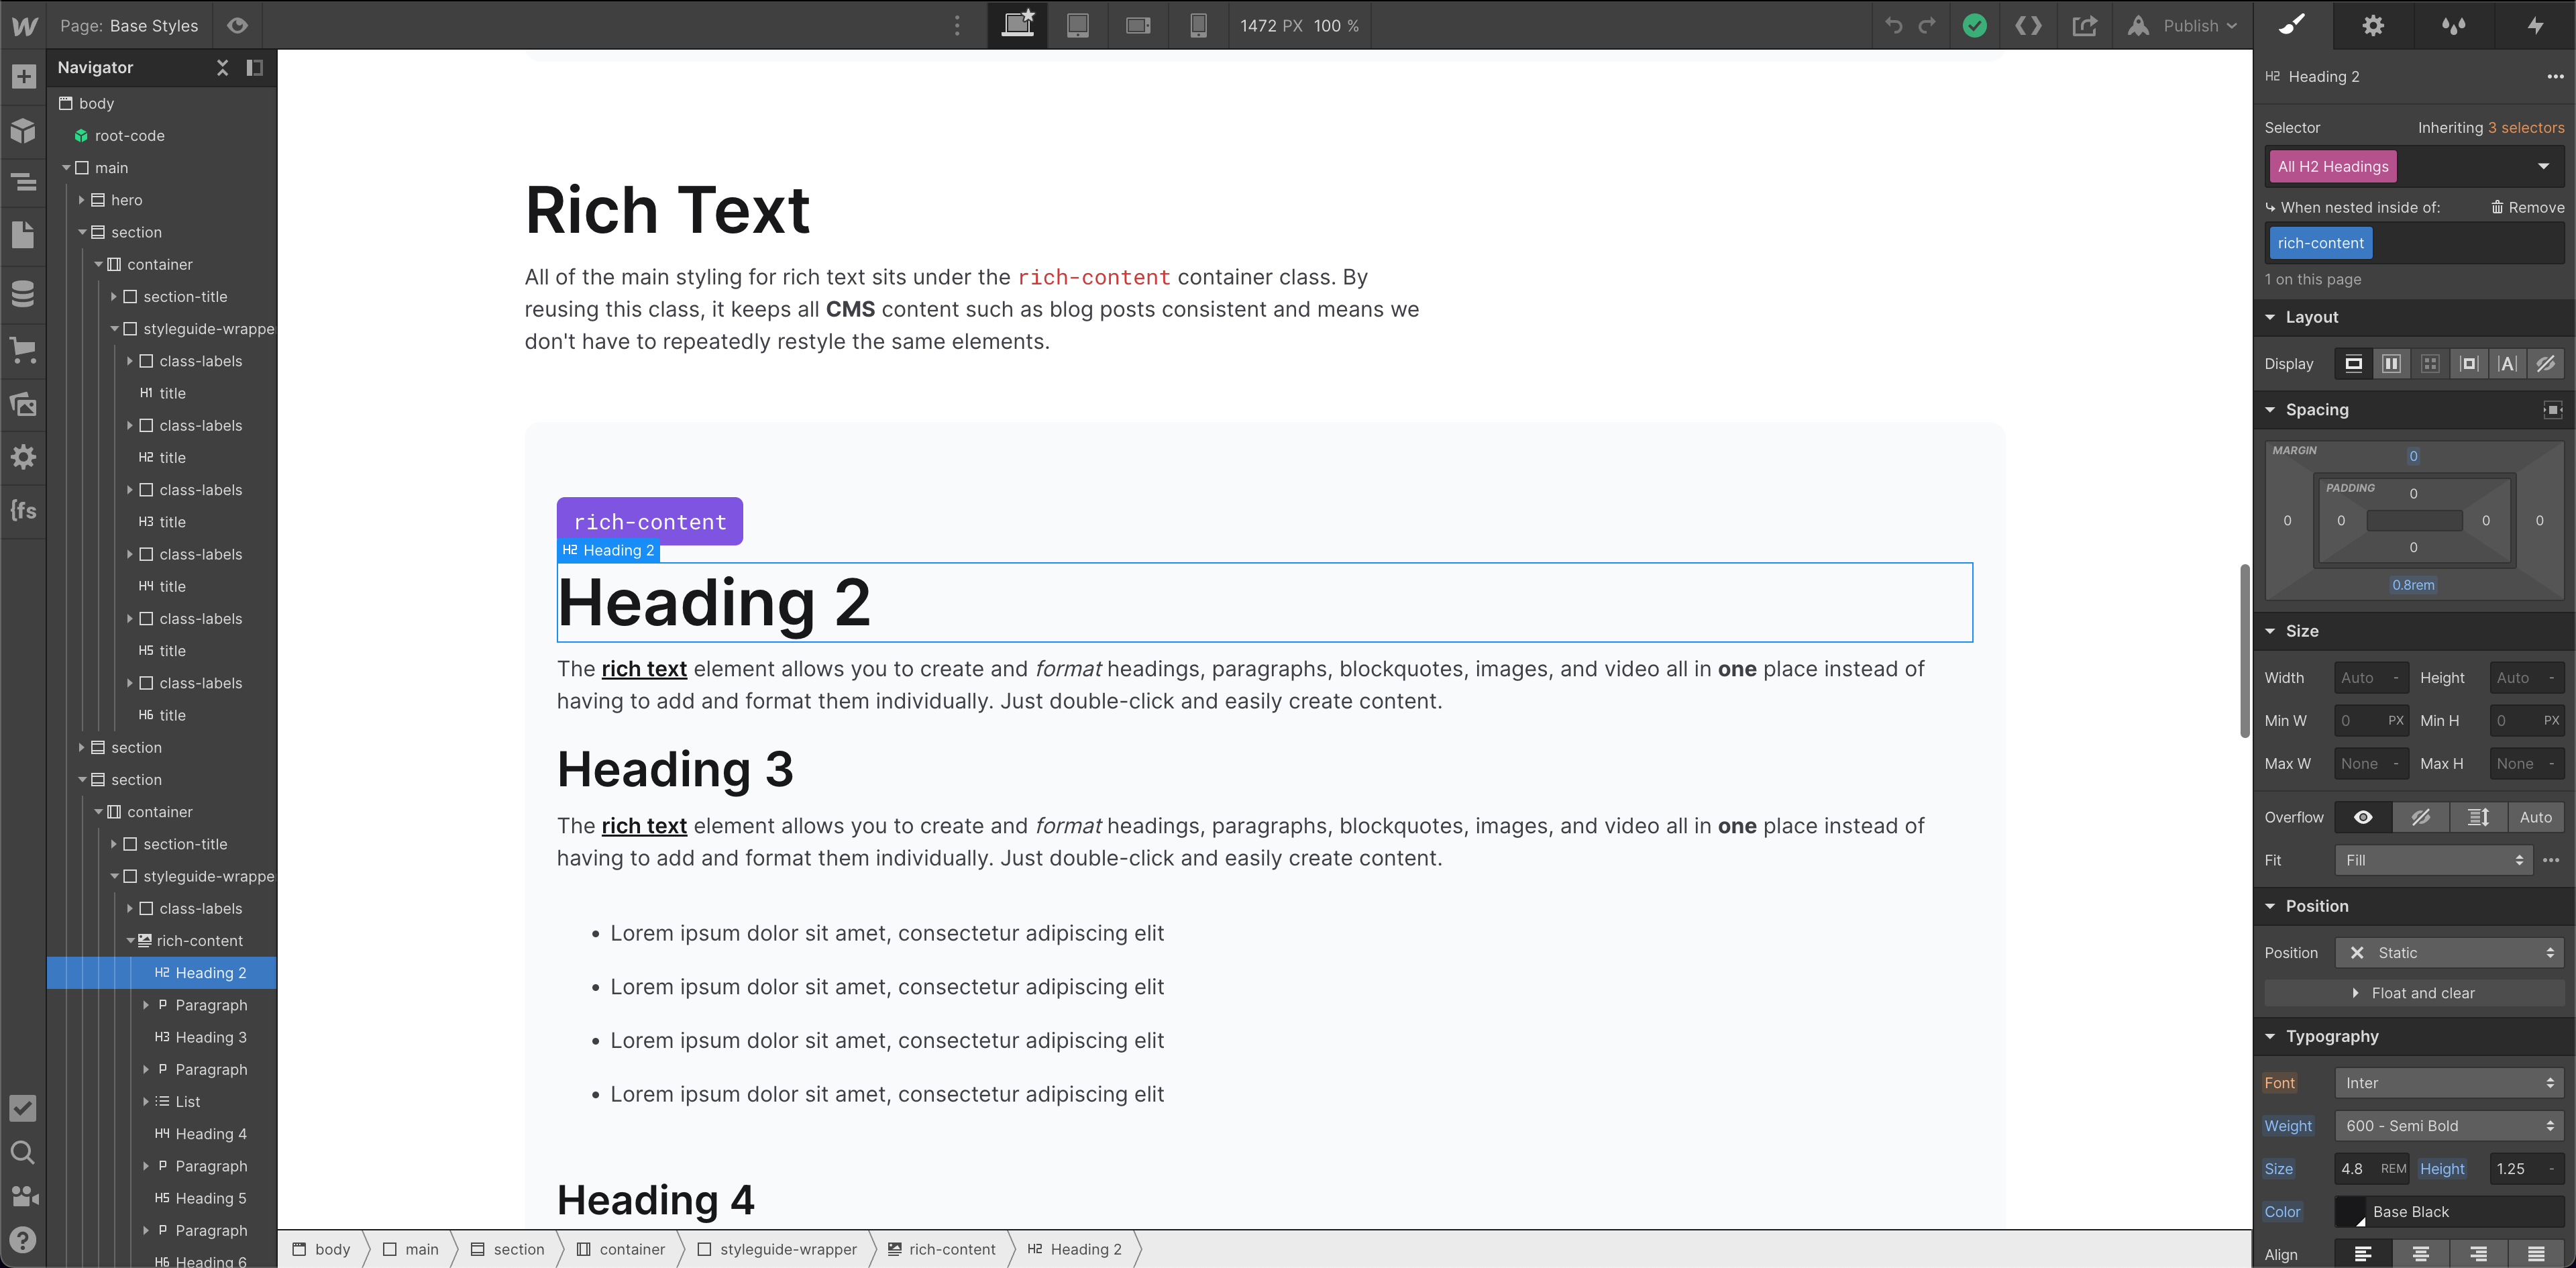 Page: Base Styles
1472 PX 100 %
Publish
Navigator
body
root-code
main
hero
section
container
section-title
styleguide-wrappe
class-labels
H1 title
class-labels
H2 title
class-labels
H3 title
class-labels
H4 title
class-labels
H5 title
class-labels
H6 title
section
section
container
section-title
styleguide-wrappe
class-labels
rich-content
H2 Heading 2
P Paragraph
H3 Heading 3
P Paragraph
List
H4 Heading 4
P Paragraph
H5 Heading 5
P Paragraph
H6 Heading 6
{fs
Rich Text
All of the main styling for rich text sits under the rich-content container class. By
reusing this class, it keeps all CMS content such as blog posts consistent and means we
don't have to repeatedly restyle the same elements.
rich-content
H2 Heading 2
Heading 2
The rich text element allows you to create and format headings, paragraphs, blockquotes, images, and video all in one place instead of
having to add and format them individually. Just double-click and easily create content.
Heading 3
The rich text element allows you to create and format headings, paragraphs, blockquotes, images, and video all in one place instead of
having to add and format them individually. Just double-click and easily create content.
• Lorem ipsum dolor sit amet, consectetur adipiscing elit
• Lorem ipsum dolor sit amet, consectetur adipiscing elit
• Lorem ipsum dolor sit amet, consectetur adipiscing elit
• Lorem ipsum dolor sit amet, consectetur adipiscing elit
Heading 4
body main section container styleguide-wrapper rich-content H2 Heading 2
H2 Heading 2
Selector Inheriting 3 selectors
All H2 Headings
When nested inside of: Remove
rich-content
1 on this page
Layout
Display
Spacing
MARGIN
0
PADDING
0
0 0 0 0
0
0.8rem
Size
Width Auto - Height Auto -
Min W 0 PX Min H 0 PX
Max W None - Max H None -
Overflow Auto
Fit Fill
Position
Position Static
Float and clear
Typography
Font Inter
Weight 600 - Semi Bold
Size 4.8 REM Height 1.25 -
Color Base Black
Align